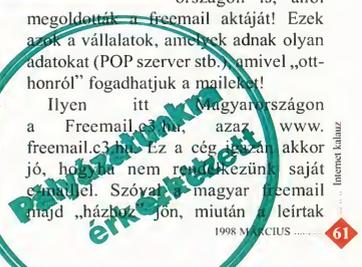 országon is, ahol
megoldották a freemail aktáját! Ezek
azok a vállalatok, amelyek adnak olyan
adatokat (POP szerver stb.), amivel „ott-
honról” fogadhatjuk a maileket!
Ilyen itt Magyarországon
a Freemail.c3.hu, azaz www.
freemail.c3.hu. Ez a cég igazán akkor
jó, hogyha nem rendelkezünk saját
e-maillel. Szóval a magyar freemail
majd „házhoz” jön, miután a leírtak
Pályázatunkra
érkezett
Internet kalauz
1998 MÁRCIUS
61